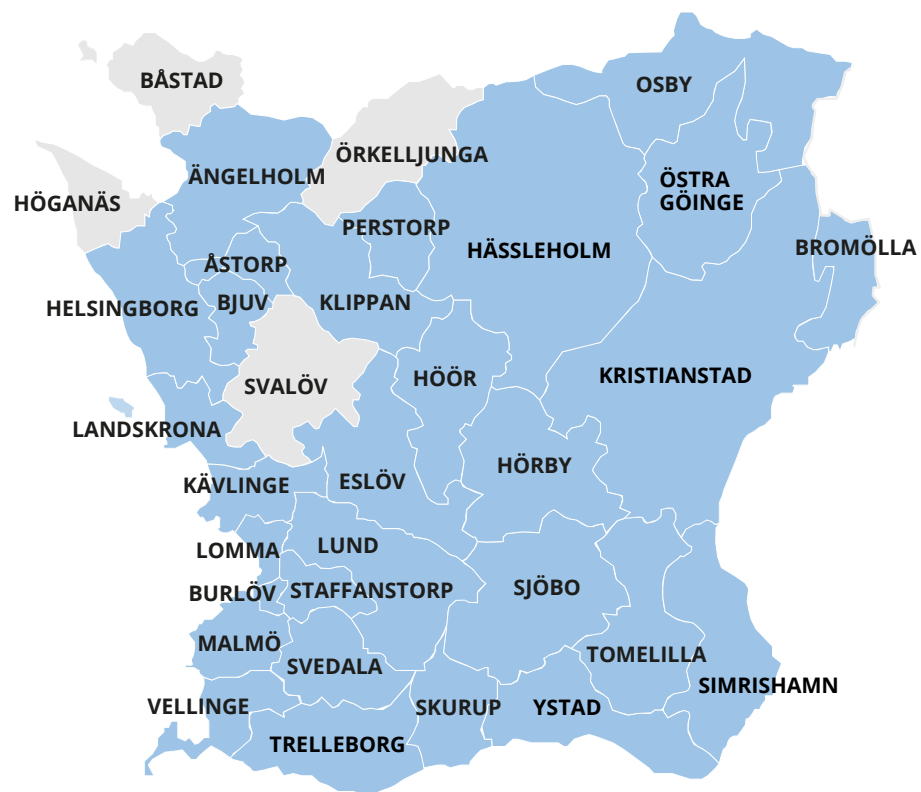 BÅSTAD
OSBY
ÖRKELLJUNGA
ÄNGELHOLM
ÖSTRA
GÖINGE
HÖGANÄS
PERSTORP
HÄSSLEHOLM
BROMÖLLA
ÅSTORP
HELSINGBORG
BJUV
KLIPPAN
KRISTIANSTAD
SVALÖV
HÖÖR
LANDSKRONA
HÖRBY
KÄVLINGE
ESLÖV
LOMMA
LUND
BURLÖV
STAFFANSTORP
SJÖBO
MALMÖ
SVEDALA
TOMELILLA
SIMRISHAMN
VELLINGE
SKURUP
YSTAD
TRELLEBORG